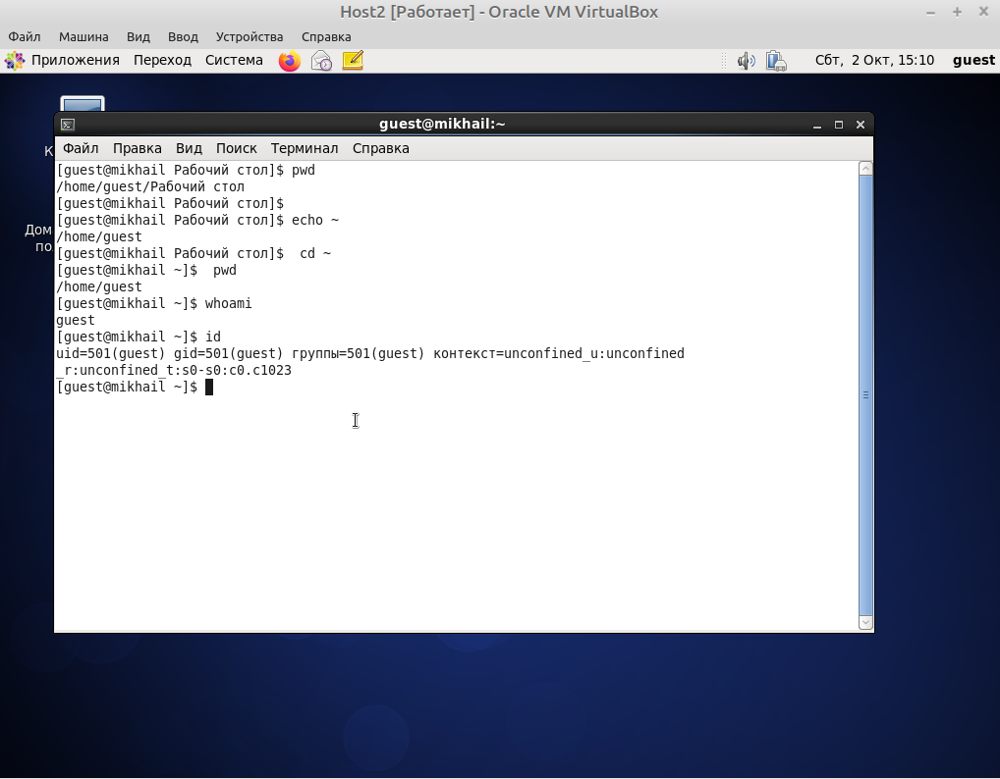 Host2 [Работает] - Oracle VM VirtualBox
Файл Машина Вид Ввод Устройства Справка
Приложения Переход Система Сбт, 2 Окт, 15:10 guest
guest@mikhail:~
Файл Правка Вид Поиск Терминал Справка
[guest@mikhail Рабочий стол]$ pwd
/home/guest/Рабочий стол
[guest@mikhail Рабочий стол]$
[guest@mikhail Рабочий стол]$ echo ~
/home/guest
[guest@mikhail Рабочий стол]$  cd ~
[guest@mikhail ~]$  pwd
/home/guest
[guest@mikhail ~]$ whoami
guest
[guest@mikhail ~]$ id
uid=501(guest) gid=501(guest) группы=501(guest) контекст=unconfined_u:unconfined
_r:unconfined_t:s0-s0:c0.c1023
[guest@mikhail ~]$
К
Дом
по